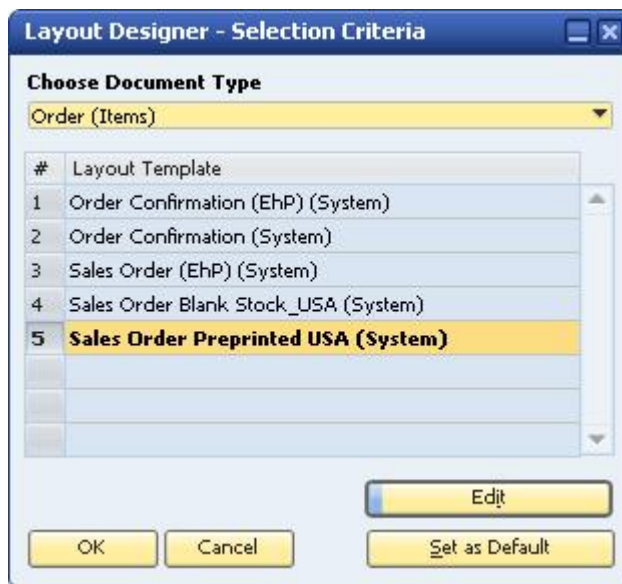 Layout Designer - Selection Criteria
Choose Document Type
Order (Items)
# Layout Template
1 Order Confirmation (EhP) (System)
2 Order Confirmation (System)
3 Sales Order (EhP) (System)
4 Sales Order Blank Stock_USA (System)
5 Sales Order Preprinted USA (System)
Edit
OK Cancel Set as Default